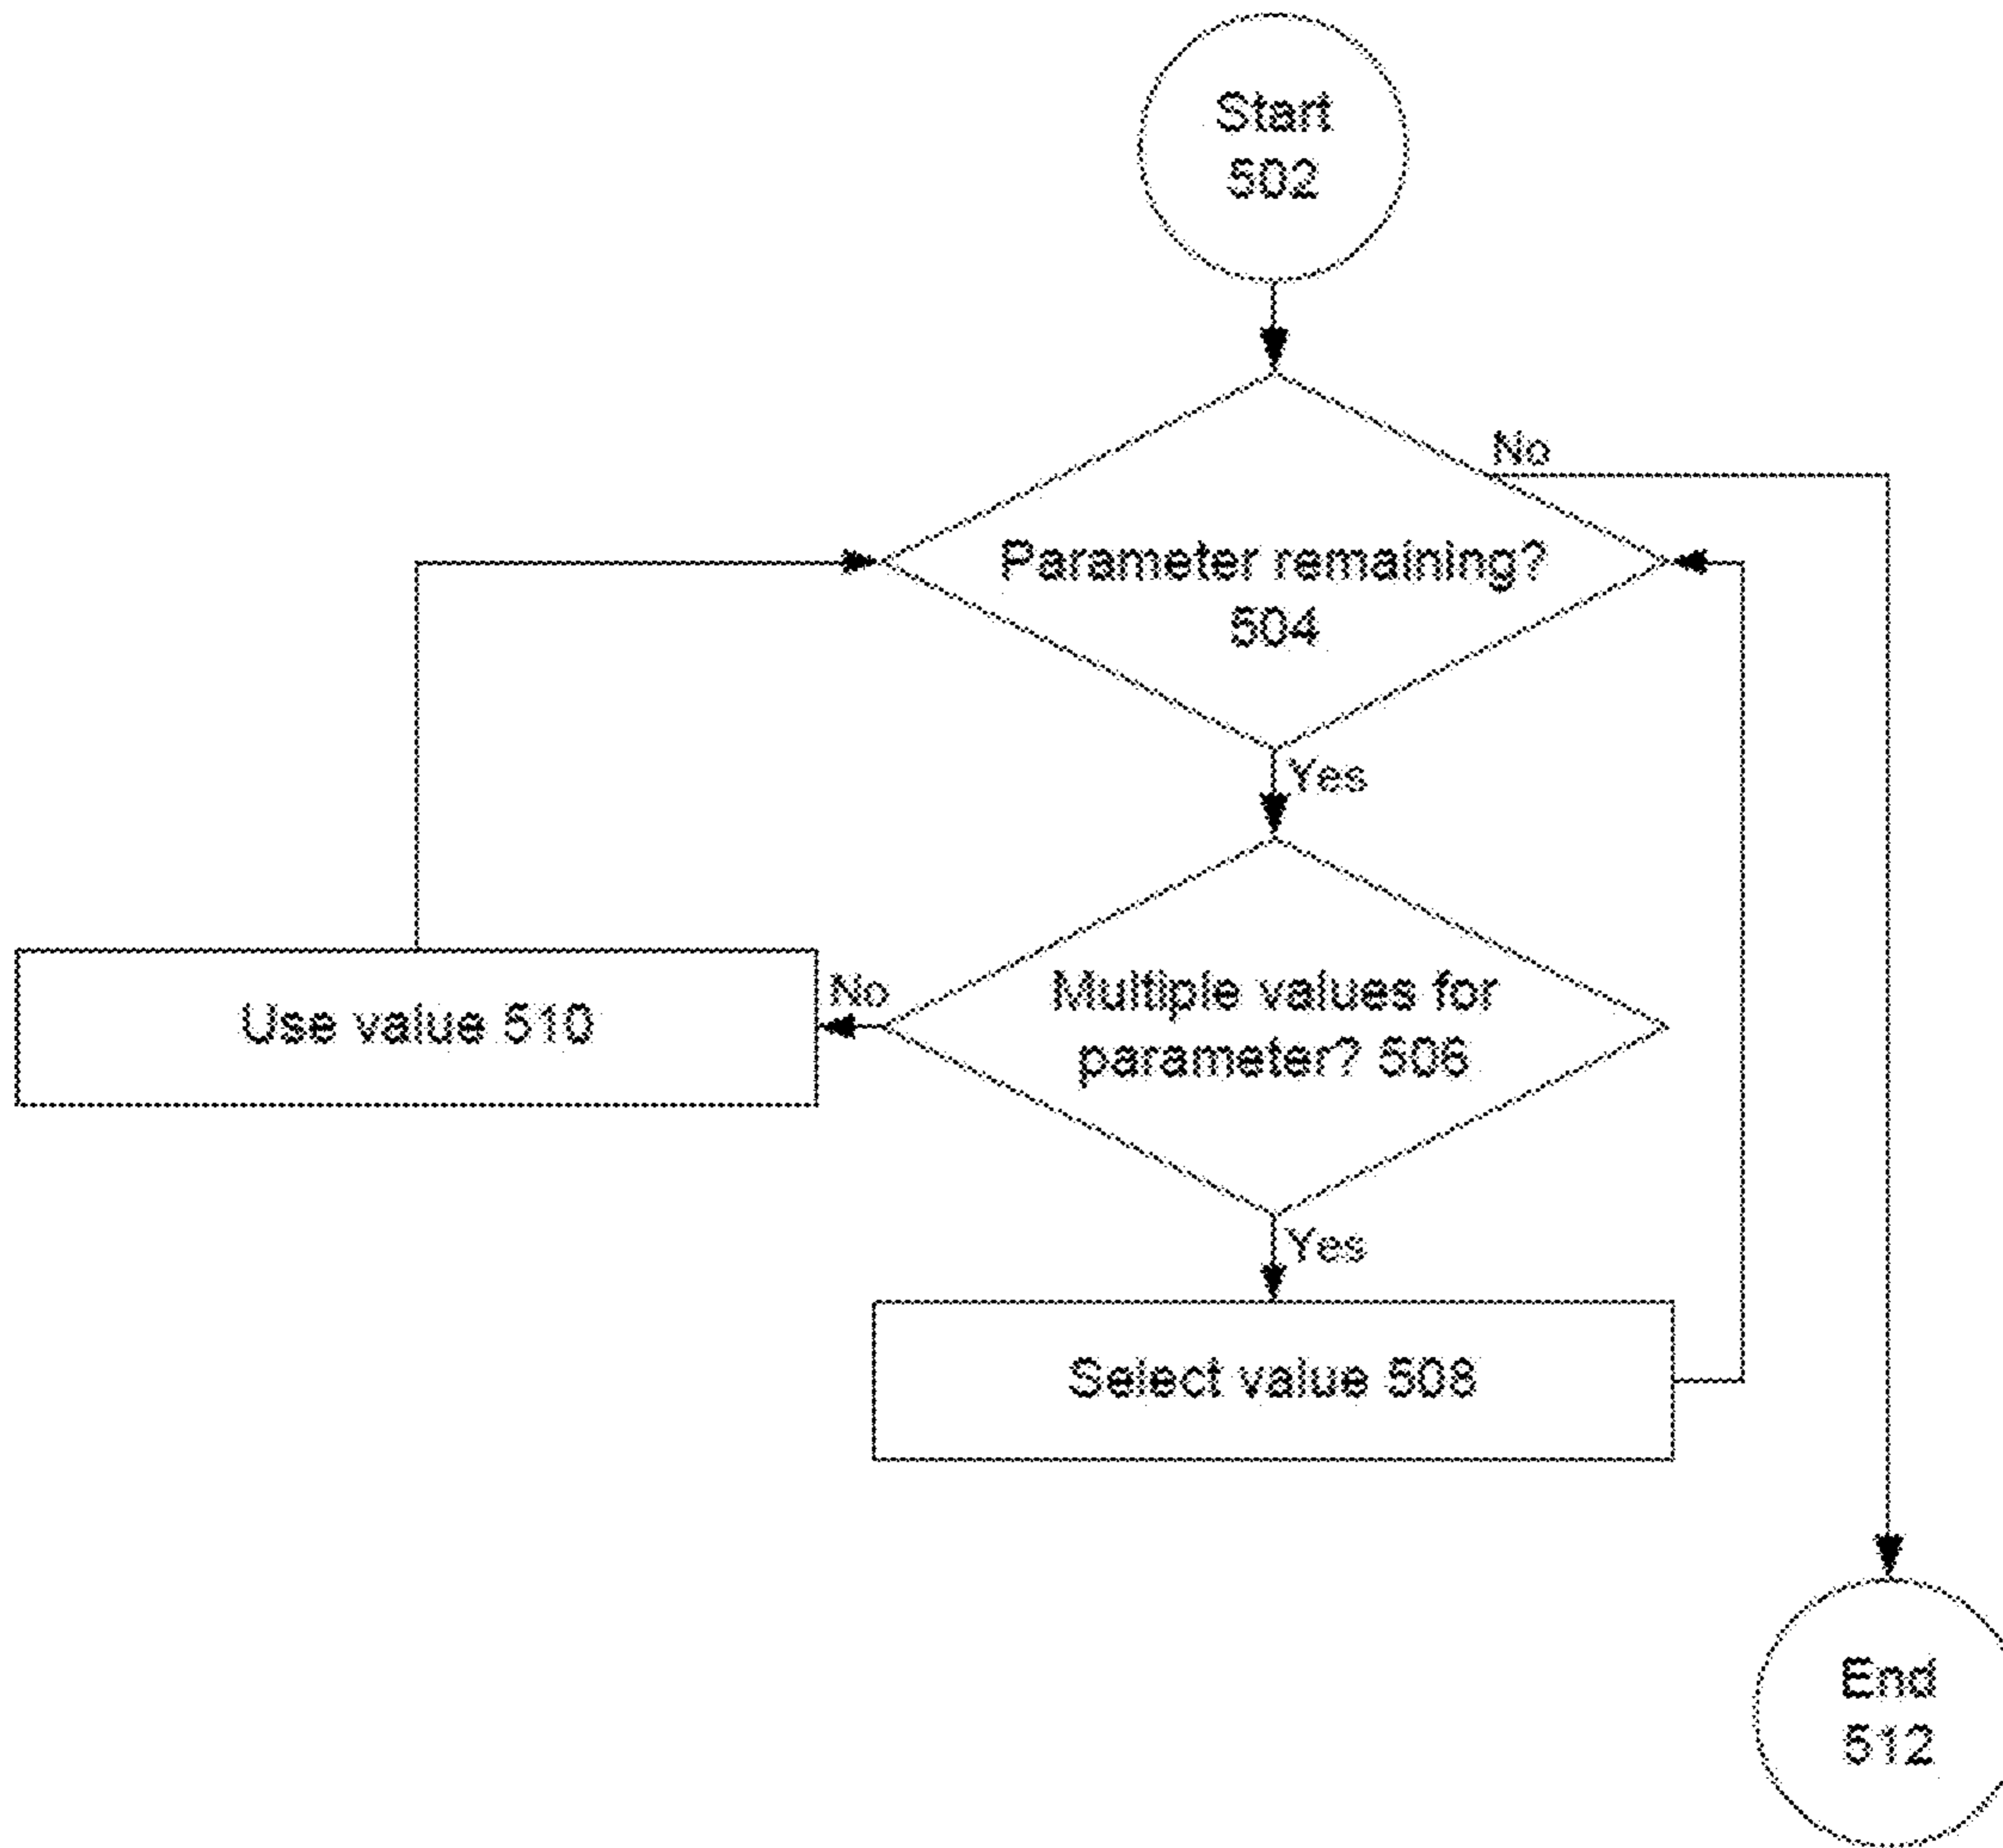 Start
502
No
Parameter remaining?
504
Yes
No
Multiple values for
parameter? 506
Use value 510
Yes
Select value 508
End
512